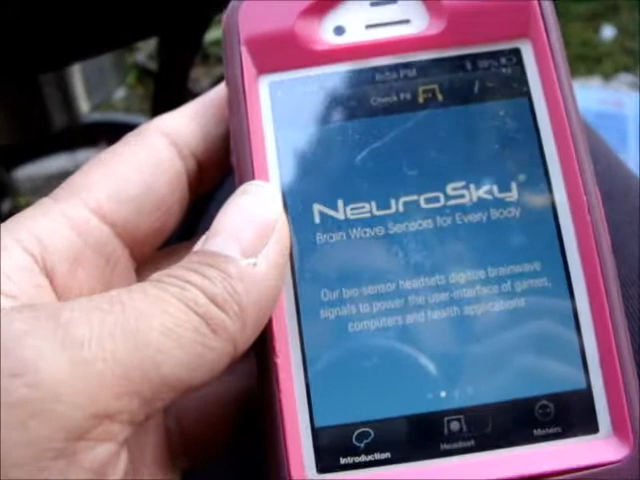 Check Fit
NeuroSky
Brain Wave Sensors for Every Body
Our bio-sensor headsets digitize brainwave
signals to power the user-interface of games,
computers and health applications
Introduction
Headset
Meters